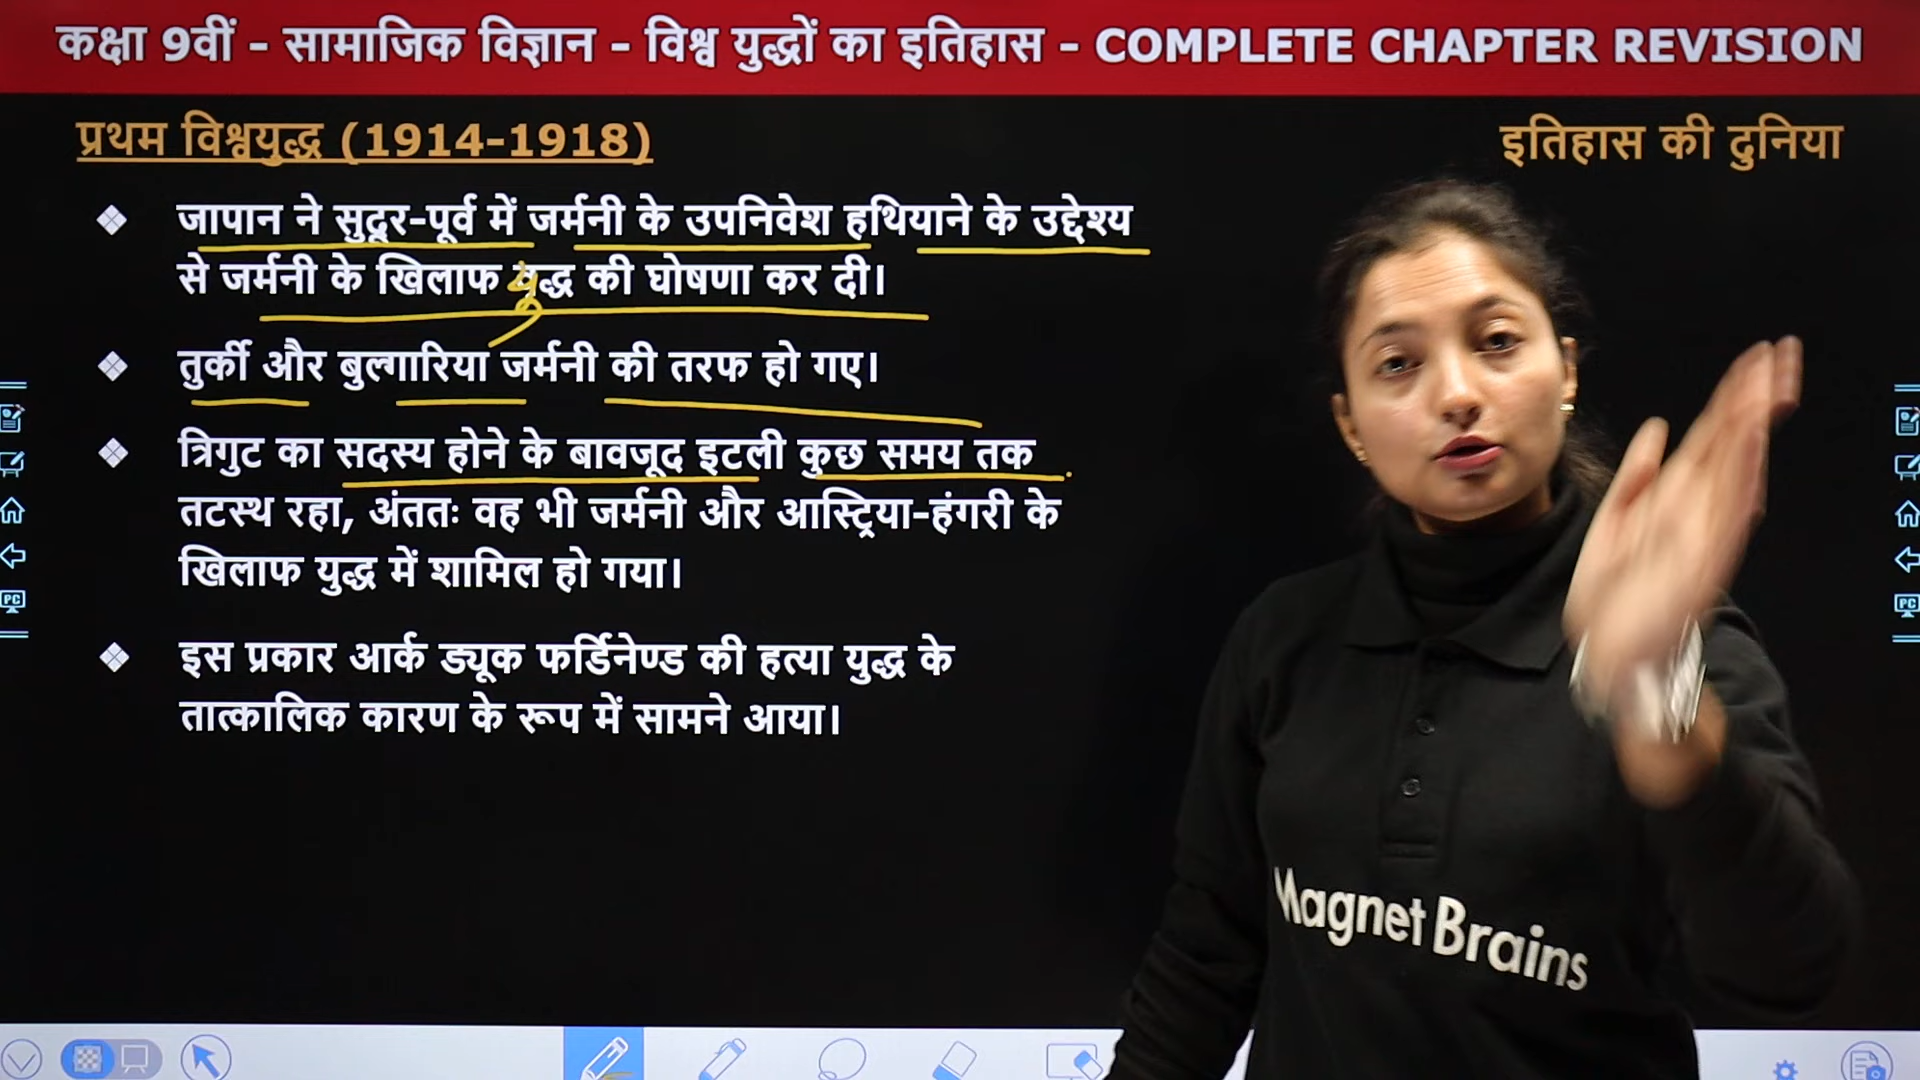 कक्षा 9वीं - सामाजिक विज्ञान - विश्व युद्धों का इतिहास - COMPLETE CHAPTER REVISION
प्रथम विश्वयुद्ध (1914-1918)
इतिहास की दुनिया
❖ जापान ने सुदूर-पूर्व में जर्मनी के उपनिवेश हथियाने के उद्देश्य
से जर्मनी के खिलाफ युद्ध की घोषणा कर दी।
❖ तुर्की और बुल्गारिया जर्मनी की तरफ हो गए।
❖ त्रिगुट का सदस्य होने के बावजूद इटली कुछ समय तक
तटस्थ रहा, अंततः वह भी जर्मनी और आस्ट्रिया-हंगरी के
खिलाफ युद्ध में शामिल हो गया।
❖ इस प्रकार आर्क ड्यूक फर्डिनेण्ड की हत्या युद्ध के
तात्कालिक कारण के रूप में सामने आया।
Magnet Brains
PC
PC